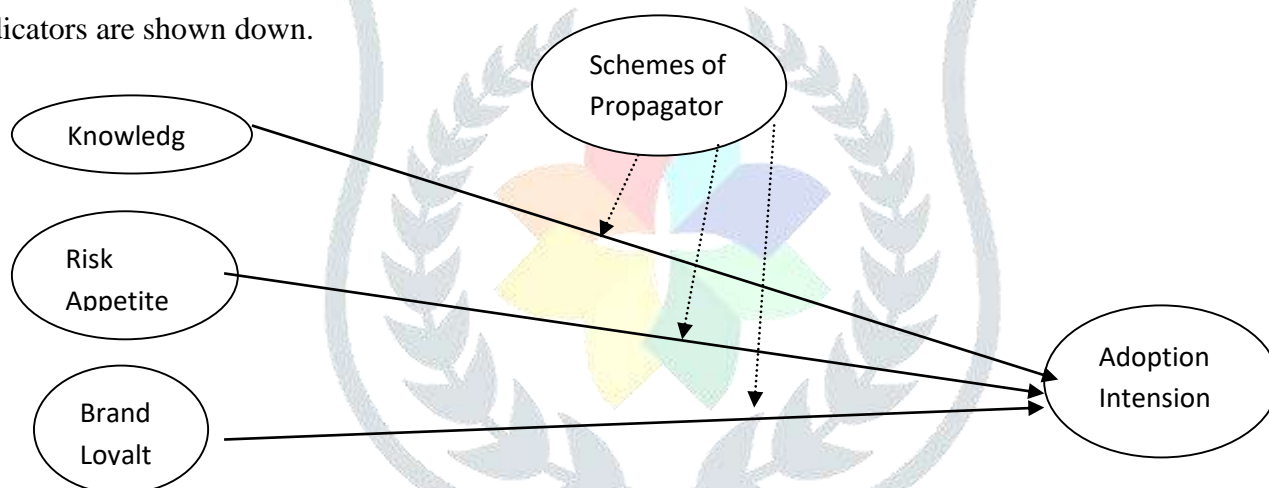 dicators are shown down.
Schemes of
Propagator
Knowledg
Risk
Appetite
Brand
Loyalt
Adoption
Intension